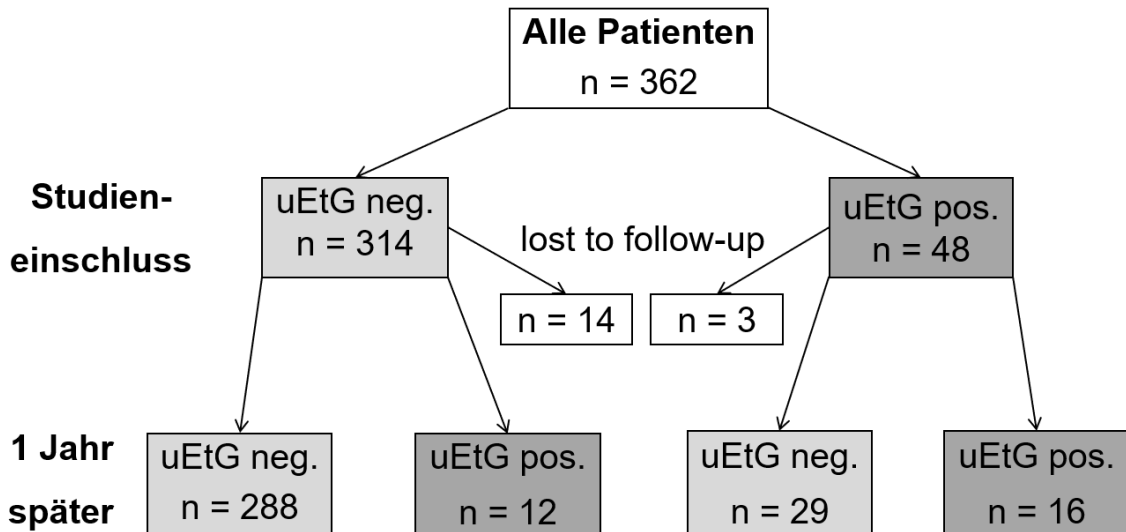 Alle Patienten
n = 362
Studien-
einschluss
uEtG neg.
n = 314
lost to follow-up
uEtG pos.
n = 48
n = 14
n = 3
1 Jahr
später
uEtG neg.
n = 288
uEtG pos.
n = 12
uEtG neg.
n = 29
uEtG pos.
n = 16